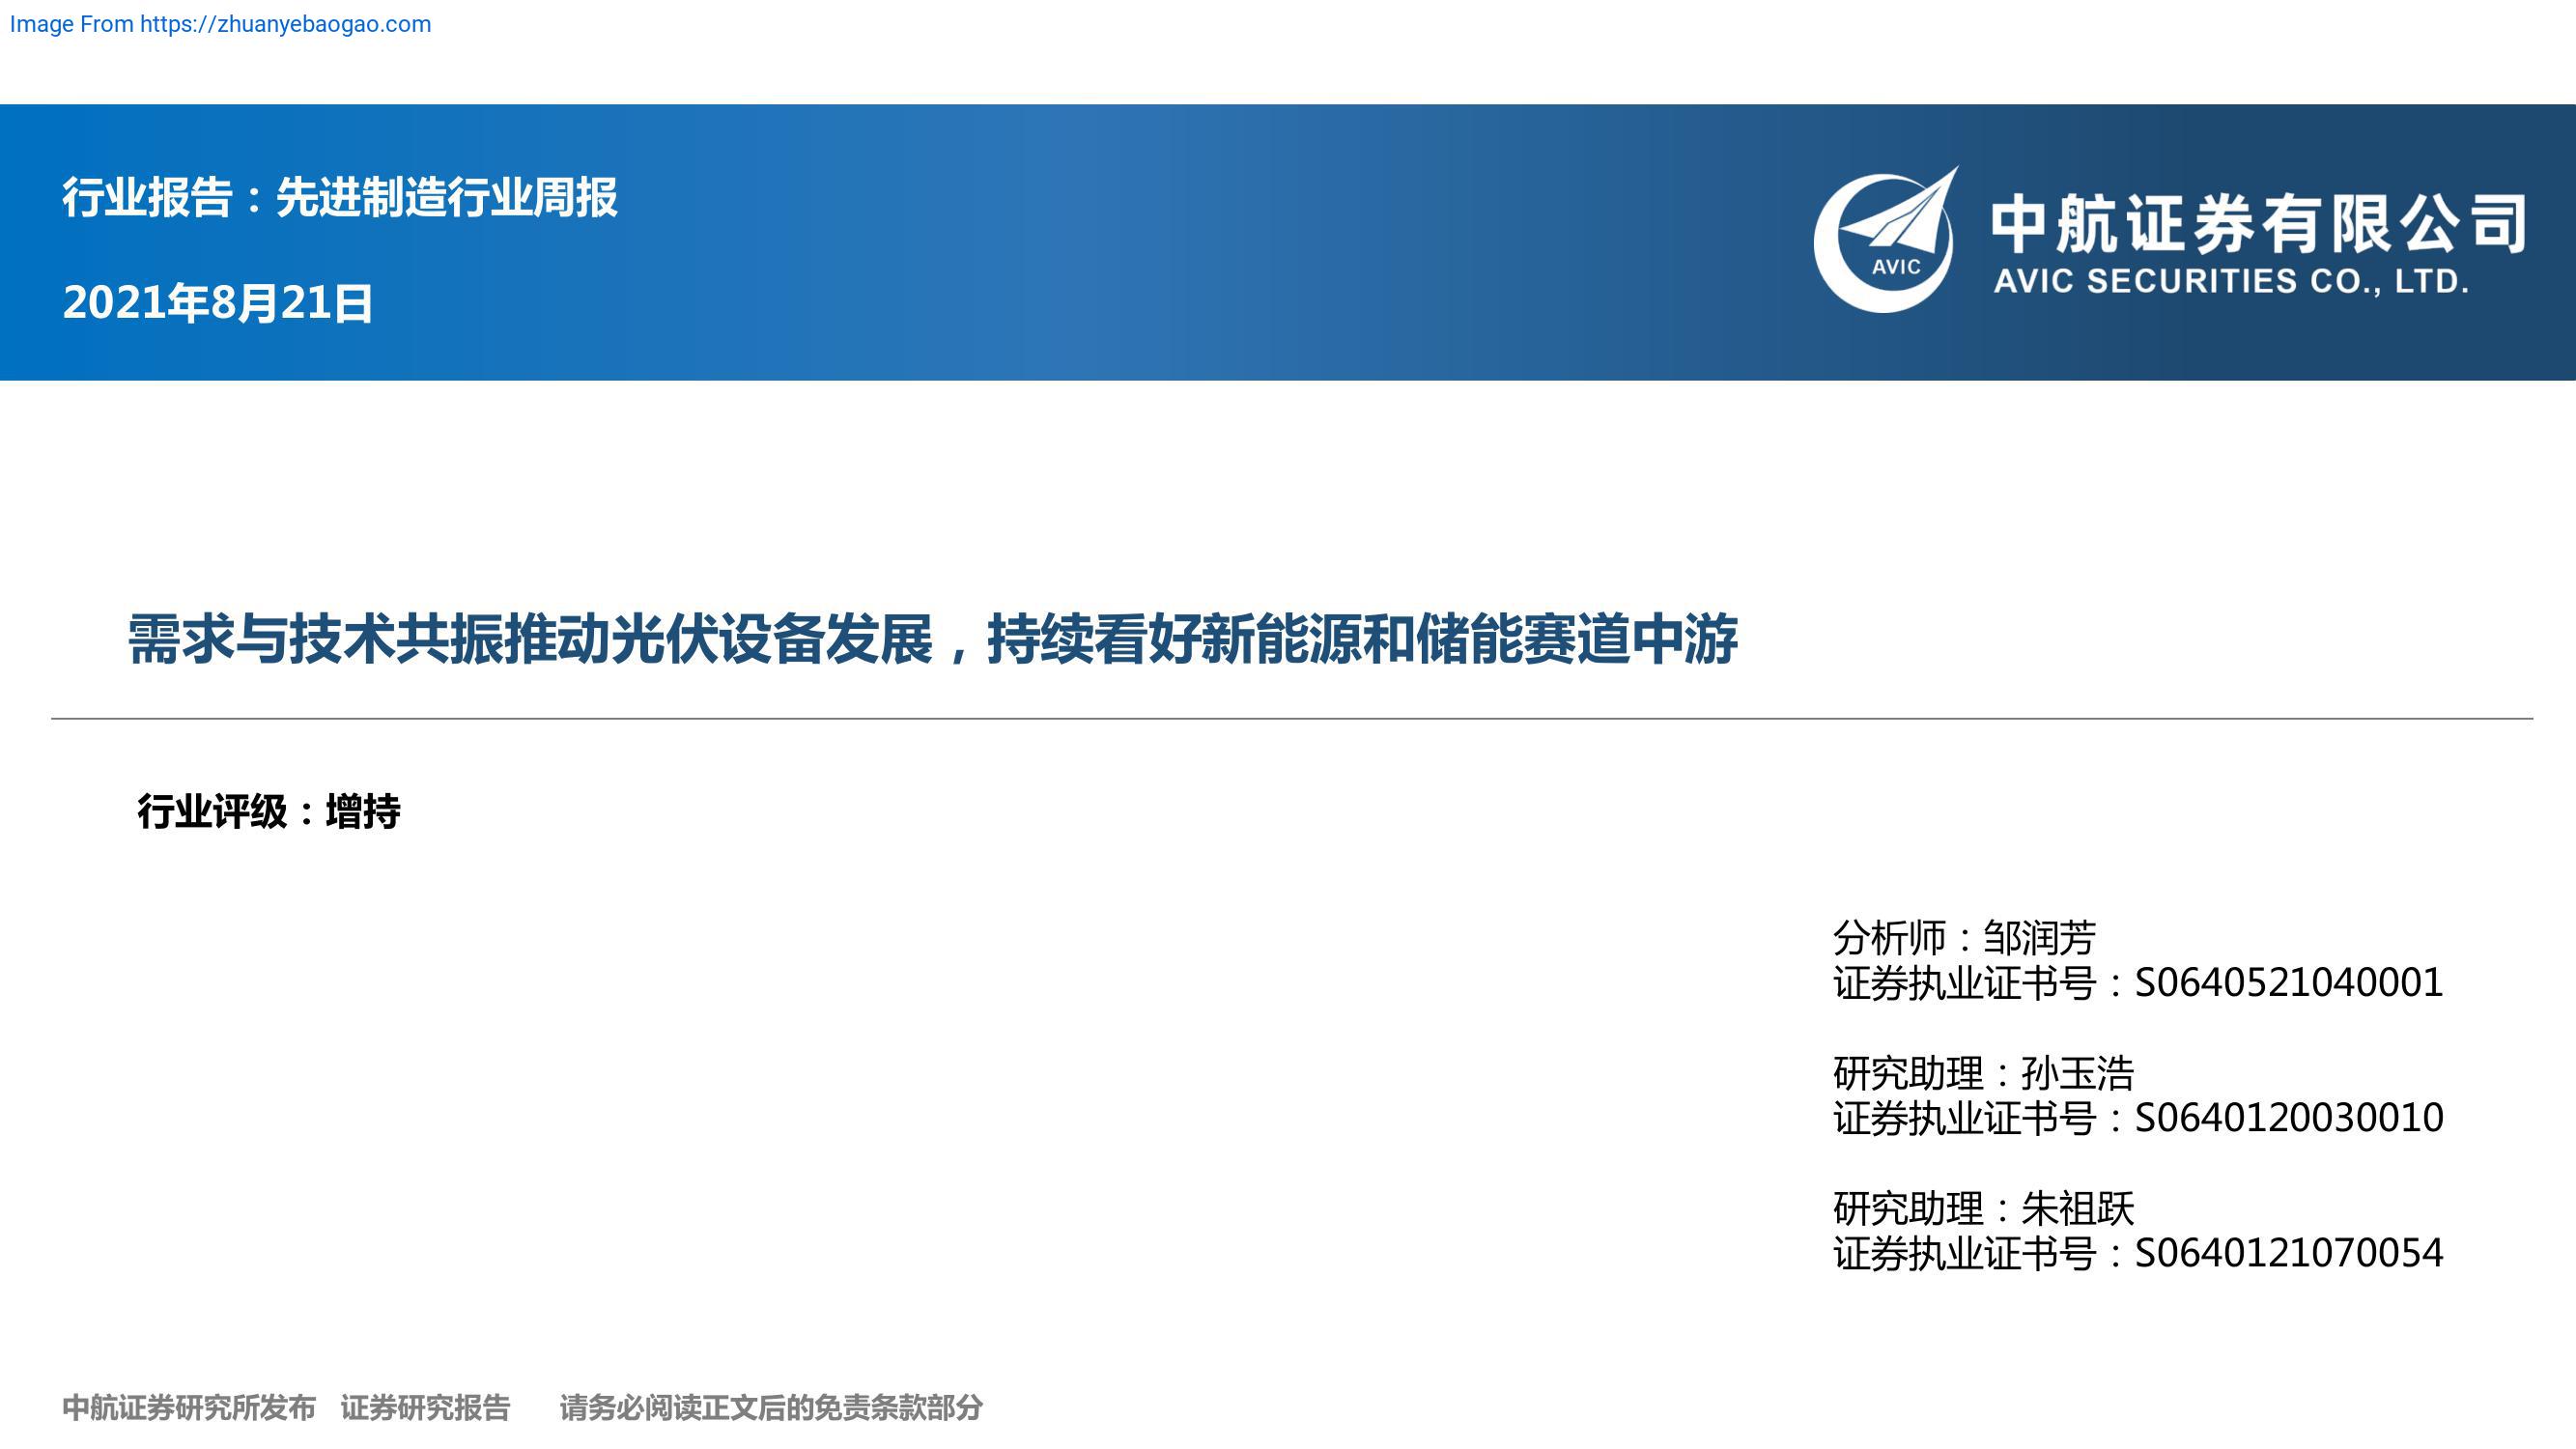 Image From https://zhuanyebaogao.com
行业报告：先进制造行业周报
2021年8月21日
AVIC
中航证券有限公司
AVIC SECURITIES CO., LTD.
需求与技术共振推动光伏设备发展，持续看好新能源和储能赛道中游
行业评级：增持
分析师：邹润芳
证券执业证书号：S0640521040001
研究助理：孙玉浩
证券执业证书号：S0640120030010
研究助理：朱祖跃
证券执业证书号：S0640121070054
中航证券研究所发布 证券研究报告 请务必阅读正文后的免责条款部分